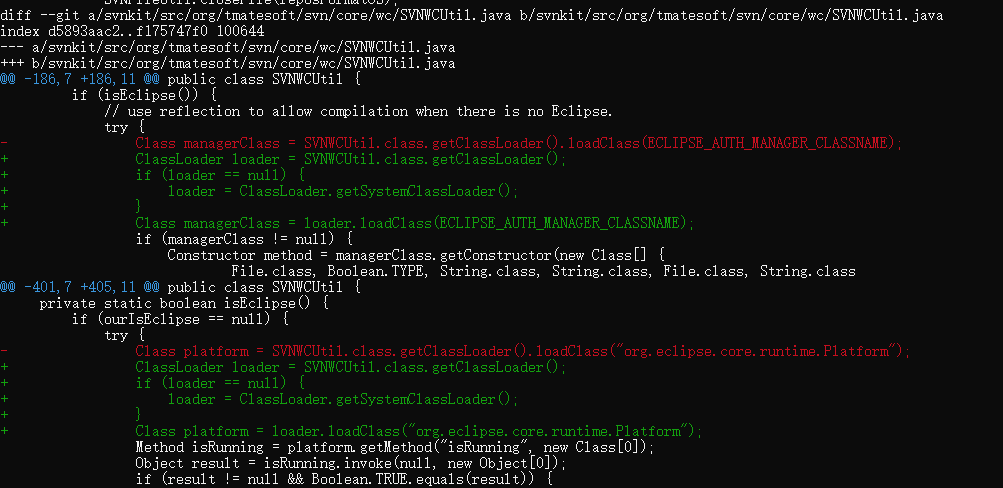 diff --git a/svnkit/src/org/tmatesoft/svn/core/wc/SVNWCUtil.java b/svnkit/src/org/tmatesoft/svn/core/wc/SVNWCUtil.java
index d5893aac2..f175747f0 100644
--- a/svnkit/src/org/tmatesoft/svn/core/wc/SVNWCUtil.java
+++ b/svnkit/src/org/tmatesoft/svn/core/wc/SVNWCUtil.java
@@ -186,7 +186,11 @@ public class SVNWCUtil {
         if (isEclipse()) {
             // use reflection to allow compilation when there is no Eclipse.
             try {
-                Class managerClass = SVNWCUtil.class.getClassLoader().loadClass(ECLIPSE_AUTH_MANAGER_CLASSNAME);
+                ClassLoader loader = SVNWCUtil.class.getClassLoader();
+                if (loader == null) {
+                    loader = ClassLoader.getSystemClassLoader();
+                }
+                Class managerClass = loader.loadClass(ECLIPSE_AUTH_MANAGER_CLASSNAME);
                 if (managerClass != null) {
                     Constructor method = managerClass.getConstructor(new Class[] {
                             File.class, Boolean.TYPE, String.class, String.class, File.class, String.class
@@ -401,7 +405,11 @@ public class SVNWCUtil {
     private static boolean isEclipse() {
         if (ourIsEclipse == null) {
             try {
-                Class platform = SVNWCUtil.class.getClassLoader().loadClass("org.eclipse.core.runtime.Platform");
+                ClassLoader loader = SVNWCUtil.class.getClassLoader();
+                if (loader == null) {
+                    loader = ClassLoader.getSystemClassLoader();
+                }
+                Class platform = loader.loadClass("org.eclipse.core.runtime.Platform");
                 Method isRunning = platform.getMethod("isRunning", new Class[0]);
                 Object result = isRunning.invoke(null, new Object[0]);
                 if (result != null && Boolean.TRUE.equals(result)) {